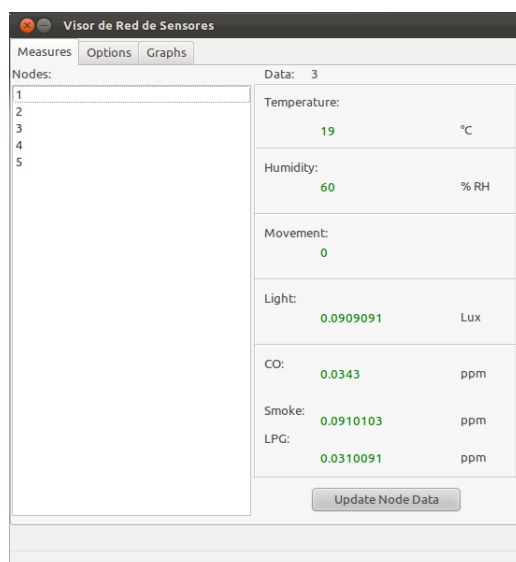 Visor de Red de Sensores
Measures Options Graphs
Nodes:
1
2
3
4
5
Data: 3
Temperature:
19 °C
Humidity:
60 % RH
Movement:
0
Light:
0.0909091 Lux
CO:
0.0343 ppm
Smoke:
0.0910103 ppm
LPG:
0.0310091 ppm
Update Node Data